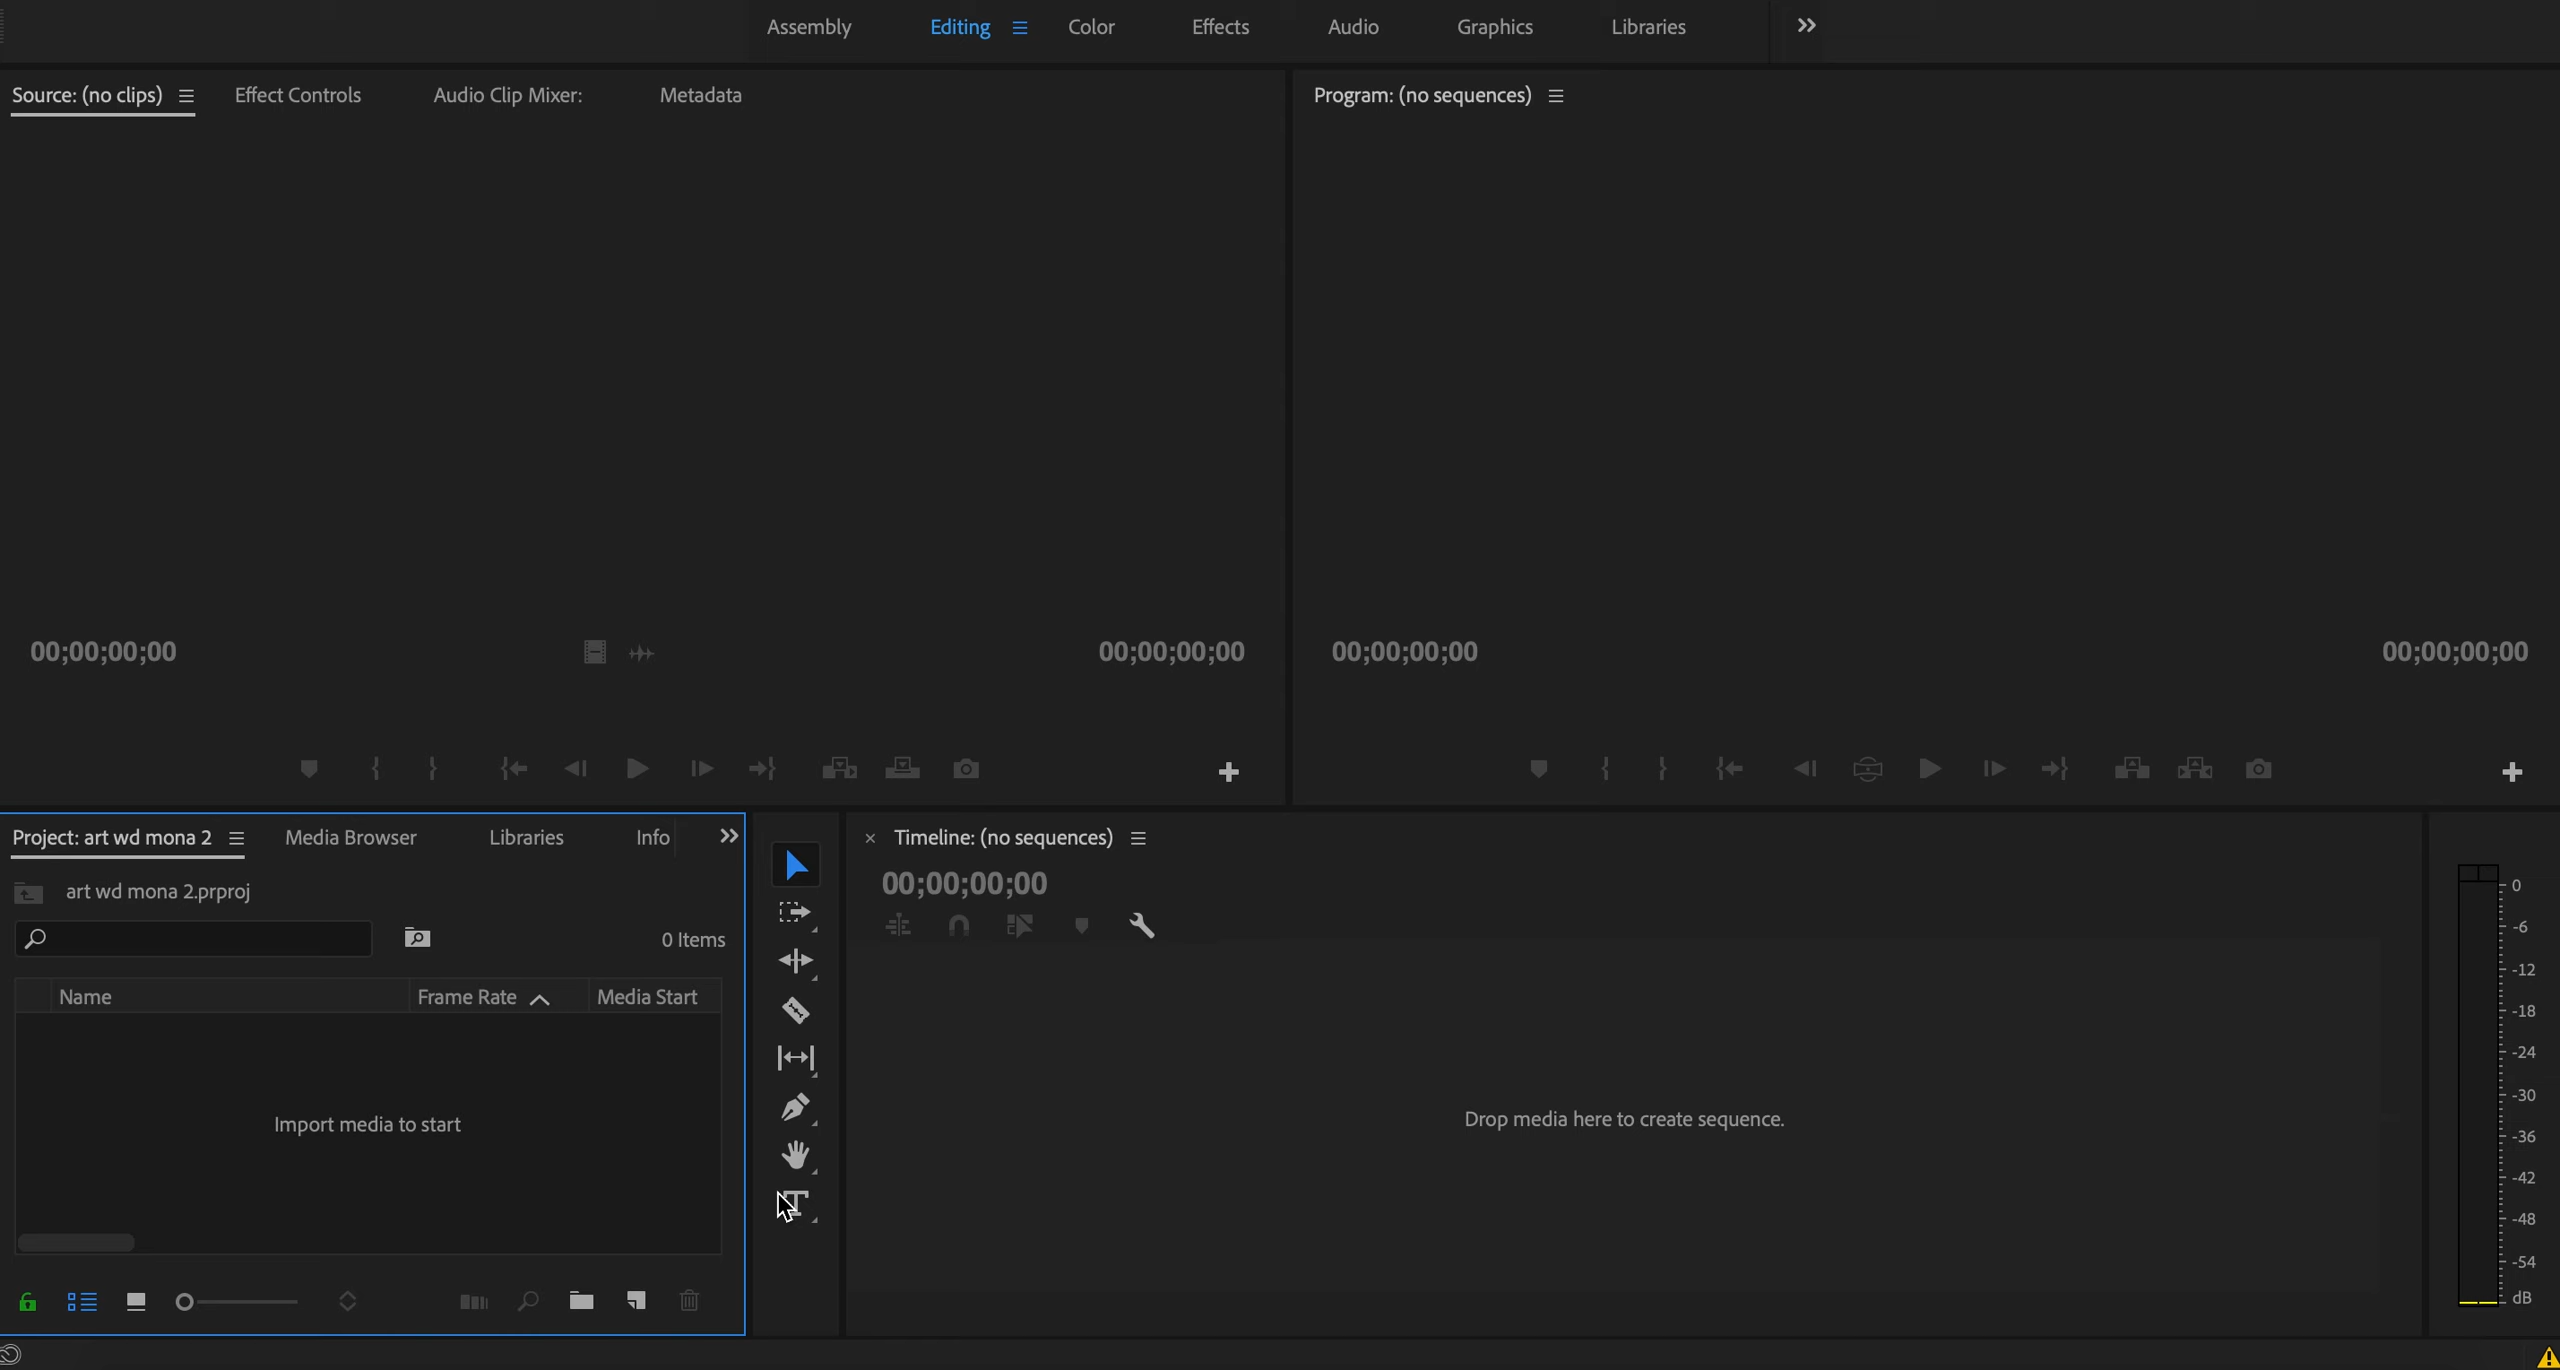 Assembly Editing Color Effects Audio Graphics Libraries
Source: (no clips) Effect Controls Audio Clip Mixer: Metadata
Program: (no sequences)
00;00;00;00 00;00;00;00
00;00;00;00 00;00;00;00
Project: art wd mona 2 Media Browser Libraries Info
art wd mona 2.prproj
0 Items
Name Frame Rate Media Start
Import media to start
Timeline: (no sequences)
00;00;00;00
Drop media here to create sequence.
0
-6
-12
-18
-24
-30
-36
-42
-48
-54
dB